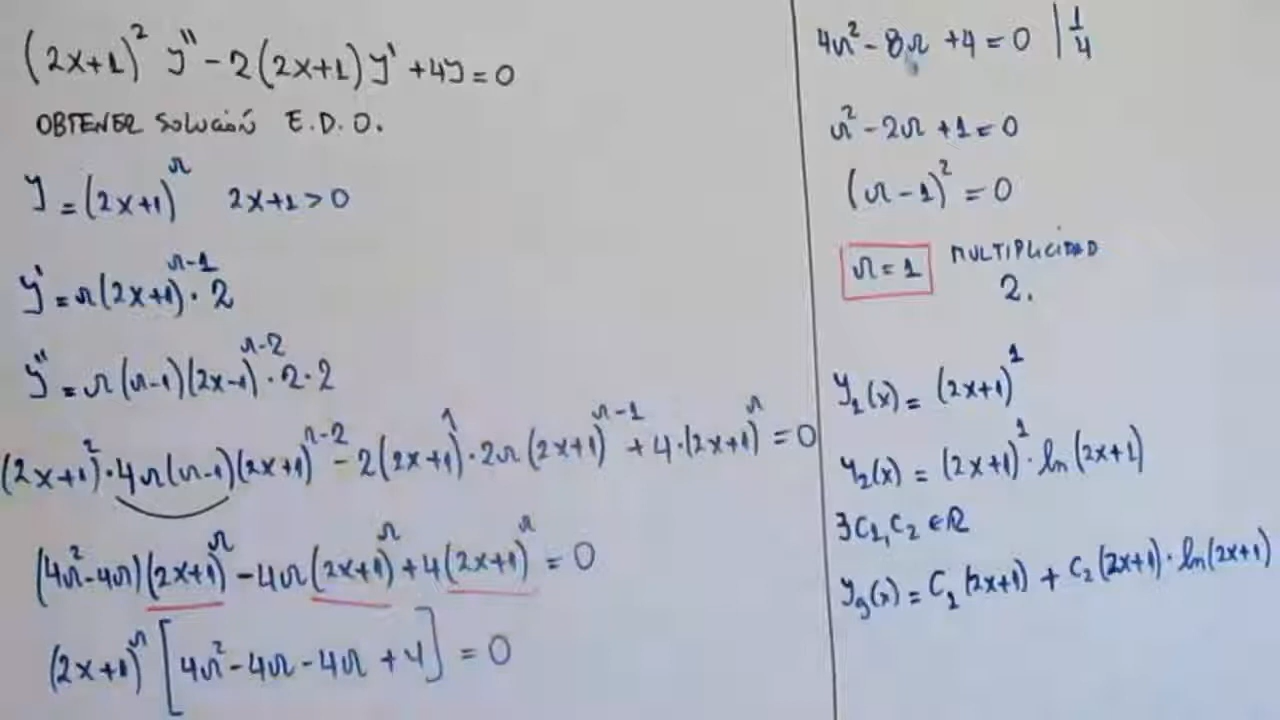 (2x+1)² y'' - 2(2x+1) y' + 4y = 0
OBTENER SOLUCIÓN E.D.O.
y = (2x+1)^r 2x+1 > 0
y' = r(2x+1)^(r-1) · 2
y'' = r(r-1)(2x-1)^(r-2) · 2 · 2
(2x+1)² · 4r(r-1)(2x+1)^(r-2) - 2(2x+1)^1 · 2r(2x+1)^(r-1) + 4·(2x+1)^r = 0
(4r²-4r)(2x+1)^r - 4r(2x+1)^r + 4(2x+1)^r = 0
(2x+1)^r [4r² - 4r - 4r + 4] = 0
4r² - 8r + 4 = 0 | 1/4
r² - 2r + 1 = 0
(r - 1)² = 0
r = 1 MULTIPLICIDAD
2.
y₁(x) = (2x+1)^1
y₂(x) = (2x+1)^1 · ln(2x+1)
∃ C₁, C₂ ∈ ℝ
y_g(x) = C₁(2x+1) + C₂(2x+1) · ln(2x+1)